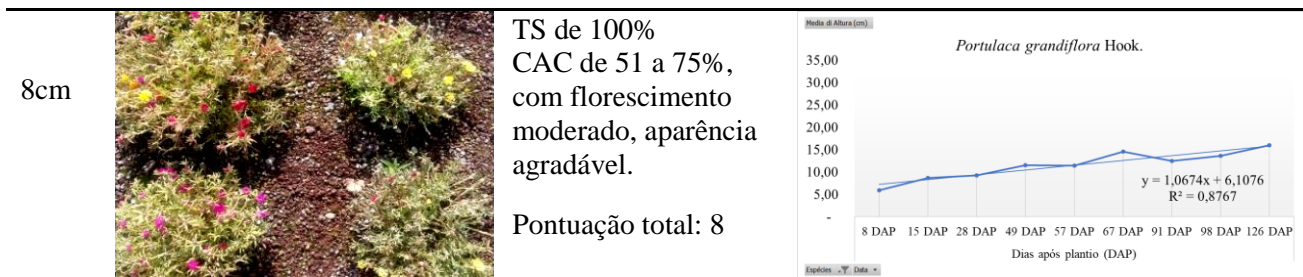 8cm
TS de 100%
CAC de 51 a 75%,
com florescimento
moderado, aparência
agradável.
Pontuação total: 8
Media di Altura (cm)
Portulaca grandiflora Hook.
35,00
30,00
25,00
20,00
15,00
10,00
5,00
-
y = 1,0674x + 6,1076
R² = 0,8767
8 DAP 15 DAP 28 DAP 49 DAP 57 DAP 67 DAP 91 DAP 98 DAP 126 DAP
Dias após plantio (DAP)
Espécies Data